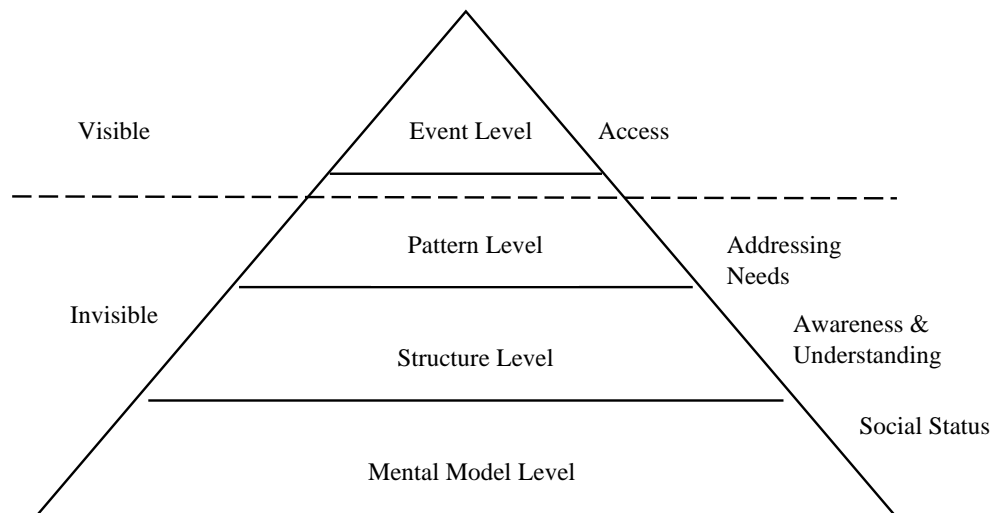 Visible
Event Level
Access
Pattern Level
Addressing
Needs
Invisible
Awareness &
Understanding
Structure Level
Social Status
Mental Model Level